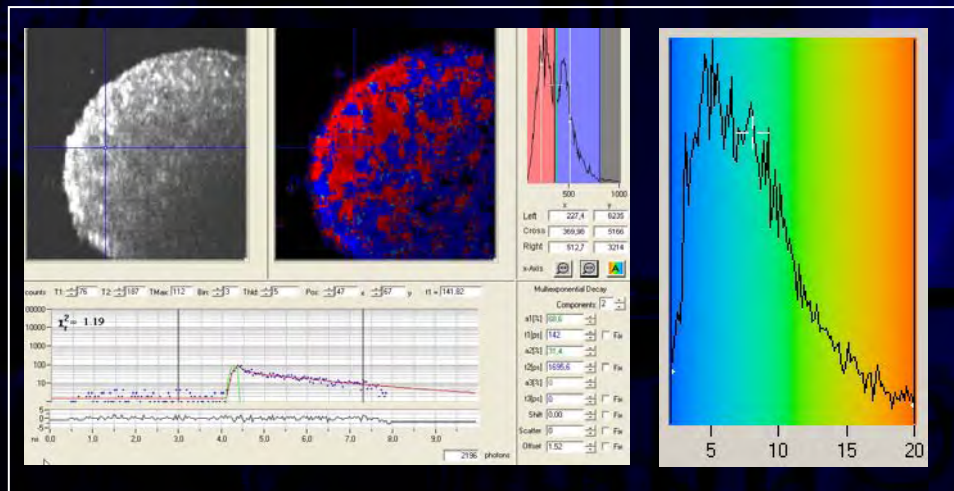 500 1000
x y
Left 227,4 6235
Cross 369,98 5166
Right 512,7 3214
x-Axis A
counts T1: 76 T2: 187 TMax: 112 Bin: 3 Thld: 5 Pos: 47 x 67 y t1 = 141,82
Multiexponential Decay
Components: 2
a1[%] 68,6
t1[ps] 142 Fix
a2[%] 31,4
t2[ps] 1695,6 Fix
a3[%] 0
t3[ps] 0 Fix
Shift 0,00 Fix
Scatter 0 Fix
Offset 1.52 Fix
χr²= 1.19
10000-
1000-
100-
10-
5-
0-
-5-
ns 0,0 1,0 2,0 3,0 4,0 5,0 6,0 7,0 8,0 9,0
2196 photons
5 10 15 20